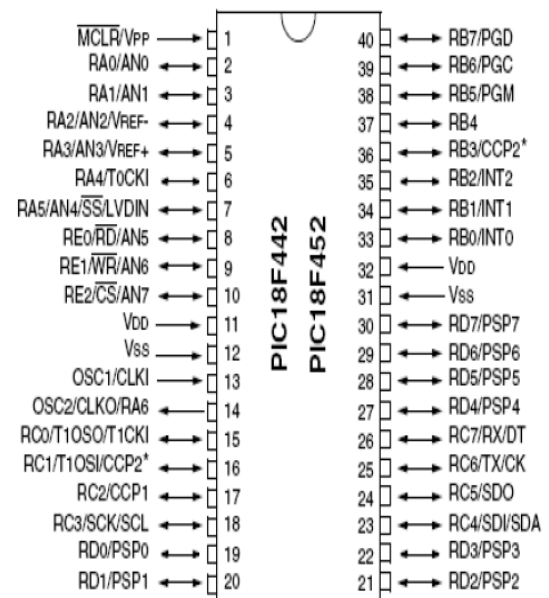 MCLR/VPP 1 40 RB7/PGD
RA0/AN0 2 39 RB6/PGC
RA1/AN1 3 38 RB5/PGM
RA2/AN2/VREF- 4 37 RB4
RA3/AN3/VREF+ 5 36 RB3/CCP2*
RA4/T0CKI 6 35 RB2/INT2
RA5/AN4/SS/LVDIN 7 34 RB1/INT1
RE0/RD/AN5 8 33 RB0/INT0
RE1/WR/AN6 9 32 VDD
RE2/CS/AN7 10 31 VSS
VDD 11 30 RD7/PSP7
VSS 12 29 RD6/PSP6
OSC1/CLKI 13 28 RD5/PSP5
OSC2/CLKO/RA6 14 27 RD4/PSP4
RC0/T1OSO/T1CKI 15 26 RC7/RX/DT
RC1/T1OSI/CCP2* 16 25 RC6/TX/CK
RC2/CCP1 17 24 RC5/SDO
RC3/SCK/SCL 18 23 RC4/SDI/SDA
RD0/PSP0 19 22 RD3/PSP3
RD1/PSP1 20 21 RD2/PSP2
PIC18F442
PIC18F452